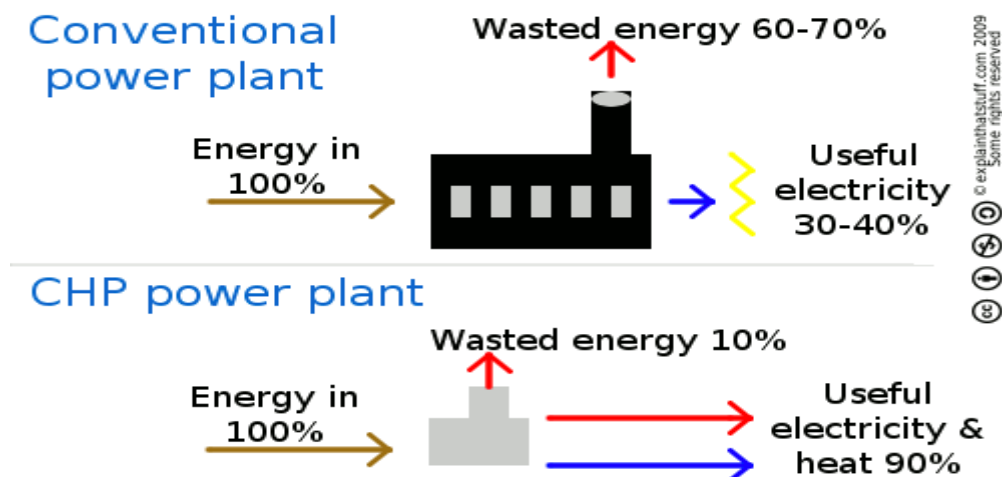 Conventional
power plant
Wasted energy 60-70%
Energy in
100%
Useful
electricity
30-40%
CHP power plant
Wasted energy 10%
Energy in
100%
Useful
electricity &
heat 90%
© explainthatstuff.com 2009
Some rights reserved
cc